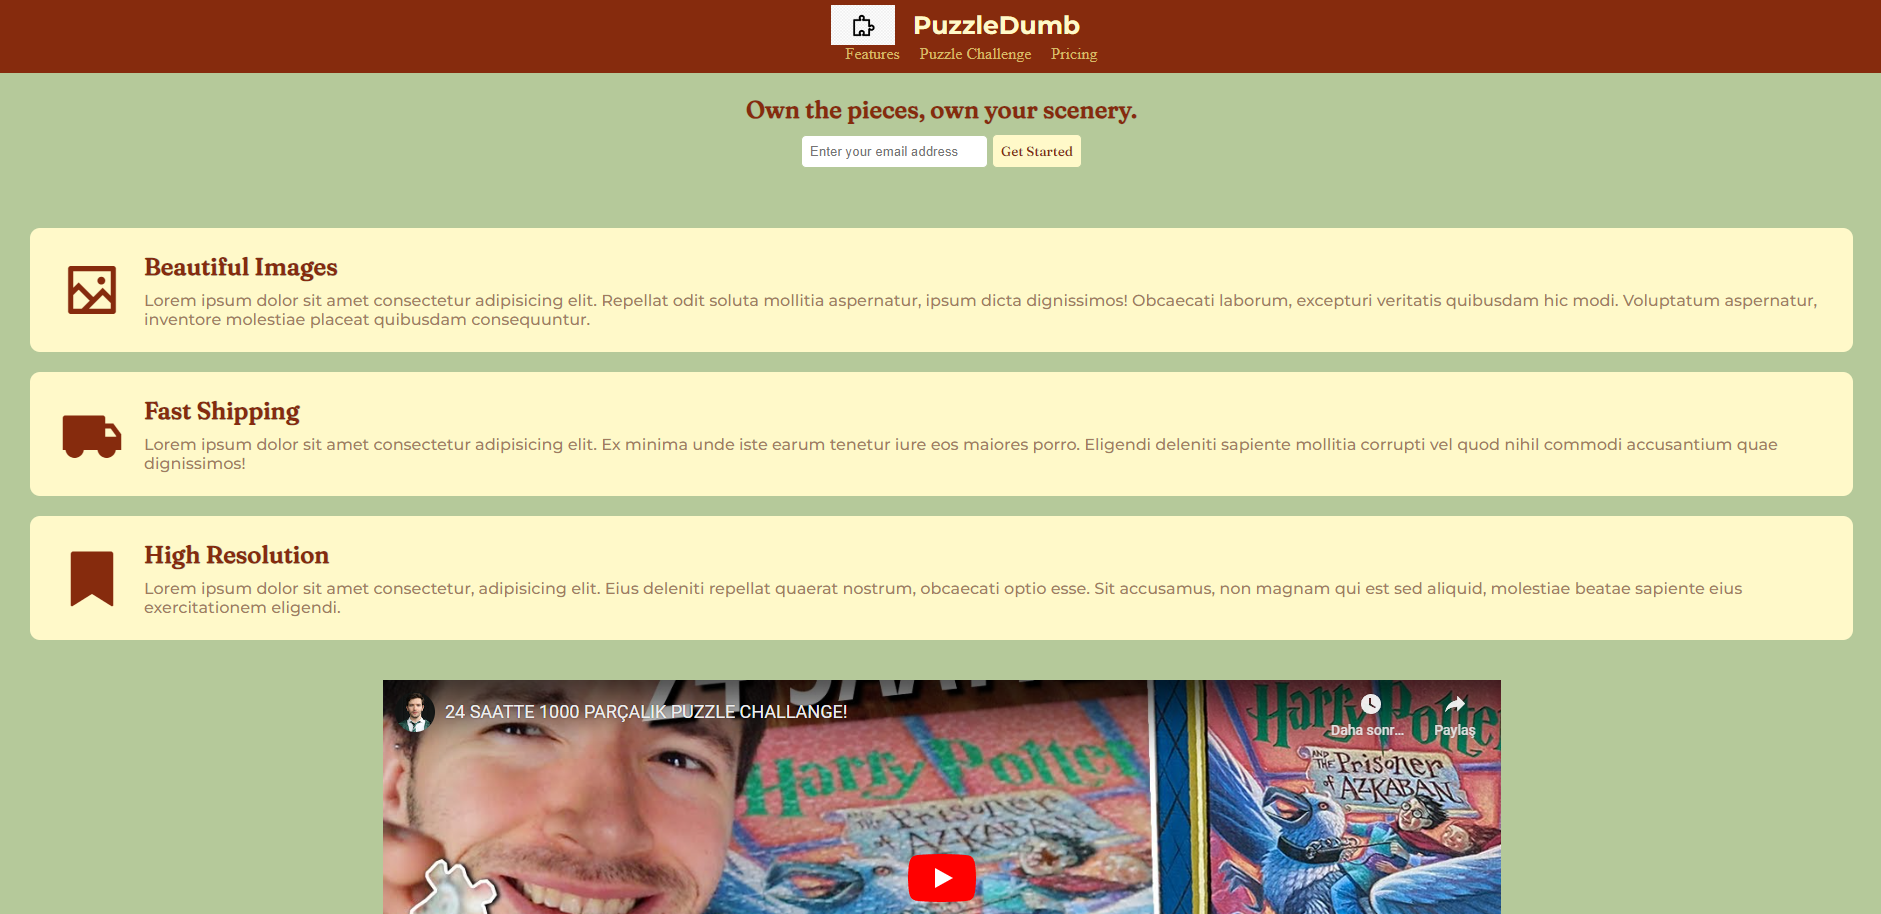 PuzzleDumb
Features Puzzle Challenge Pricing
Own the pieces, own your scenery.
Enter your email address Get Started
Beautiful Images
Lorem ipsum dolor sit amet consectetur adipisicing elit. Repellat odit soluta mollitia aspernatur, ipsum dicta dignissimos! Obcaecati laborum, excepturi veritatis quibusdam hic modi. Voluptatum aspernatur,
inventore molestiae placeat quibusdam consequuntur.
Fast Shipping
Lorem ipsum dolor sit amet consectetur adipisicing elit. Ex minima unde iste earum tenetur iure eos maiores porro. Eligendi deleniti sapiente mollitia corrupti vel quod nihil commodi accusantium quae
dignissimos!
High Resolution
Lorem ipsum dolor sit amet consectetur, adipisicing elit. Eius deleniti repellat quaerat nostrum, obcaecati optio esse. Sit accusamus, non magnam qui est sed aliquid, molestiae beatae sapiente eius
exercitationem eligendi.
24 SAATTE 1000 PARÇALIK PUZZLE CHALLANGE!
Daha sonr... Paylaş
Harry Potter
AND
THE PRISONER
OF AZKABAN
Harry Potter
AND
THE PRISONER
OF AZKABAN